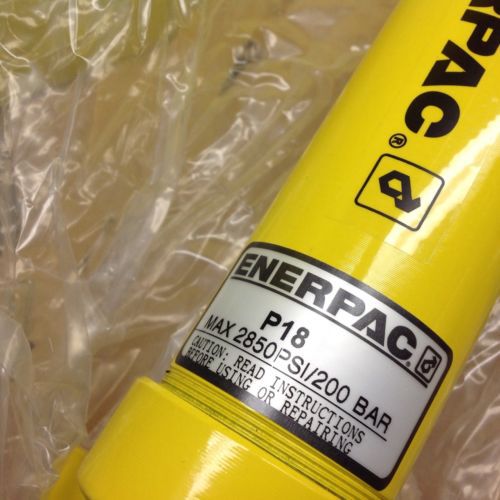 ERPAC®
ENERPAC
P18
MAX 2850PSI/200 BAR
CAUTION: READ INSTRUCTIONS
BEFORE USING OR REPAIRING